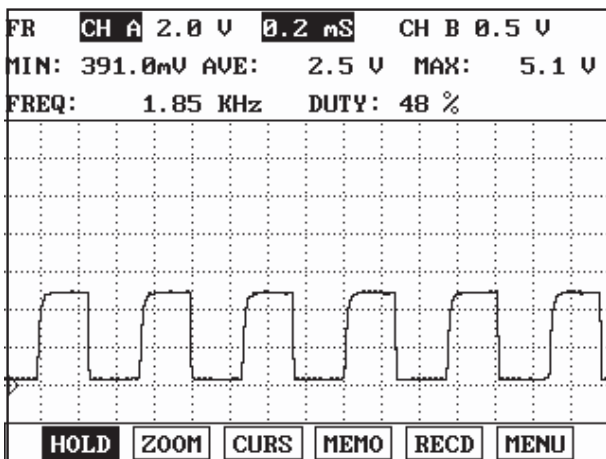 FR CH A 2.0 V 0.2 mS CH B 0.5 V
MIN: 391.0mV AVE: 2.5 V MAX: 5.1 V
FREQ: 1.85 KHz DUTY: 48 %
HOLD ZOOM CURS MEMO RECD MENU